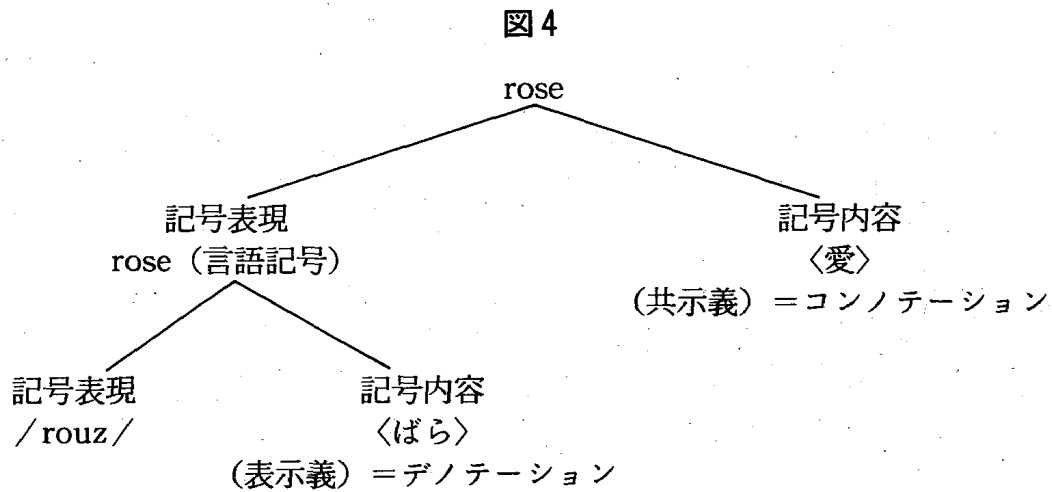 図4
rose
記号表現
rose（言語記号）
記号内容
〈愛〉
（共示義）＝コンノテーション
記号表現
/rouz/
記号内容
〈ばら〉
（表示義）＝デノテーション